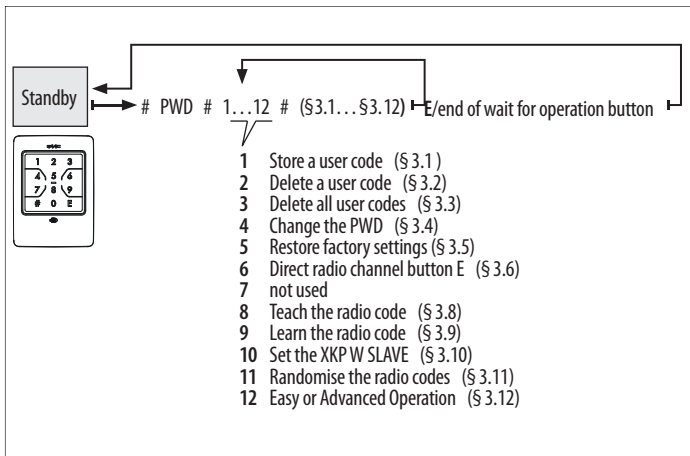 Standby
# PWD # 1...12 # (§3.1...§3.12) E/end of wait for operation button
1 2 3
4 5 6
7 8 9
# 0 E
1 Store a user code (§ 3.1 )
2 Delete a user code (§ 3.2)
3 Delete all user codes (§ 3.3)
4 Change the PWD (§ 3.4)
5 Restore factory settings (§ 3.5)
6 Direct radio channel button E (§ 3.6)
7 not used
8 Teach the radio code (§ 3.8)
9 Learn the radio code (§ 3.9)
10 Set the XKP W SLAVE (§ 3.10)
11 Randomise the radio codes (§ 3.11)
12 Easy or Advanced Operation (§ 3.12)